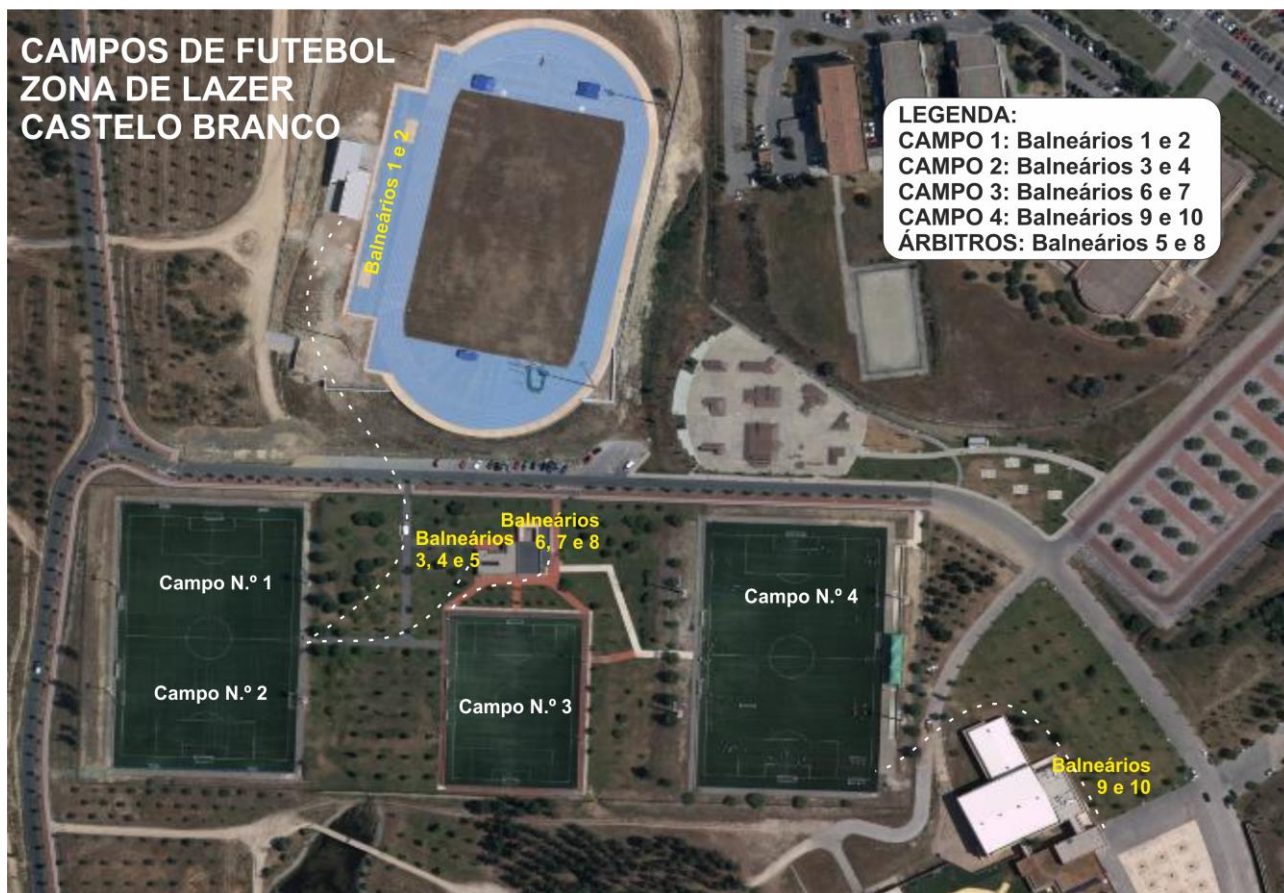 CAMPOS DE FUTEBOL
ZONA DE LAZER
CASTELO BRANCO
LEGENDA:
CAMPO 1: Balneários 1 e 2
CAMPO 2: Balneários 3 e 4
CAMPO 3: Balneários 6 e 7
CAMPO 4: Balneários 9 e 10
ÁRBITROS: Balneários 5 e 8
Balneários 1 e 2
Balneários
6, 7 e 8
Balneários
3, 4 e 5
Campo N.º 1
Campo N.º 4
Campo N.º 2
Campo N.º 3
Balneários
9 e 10